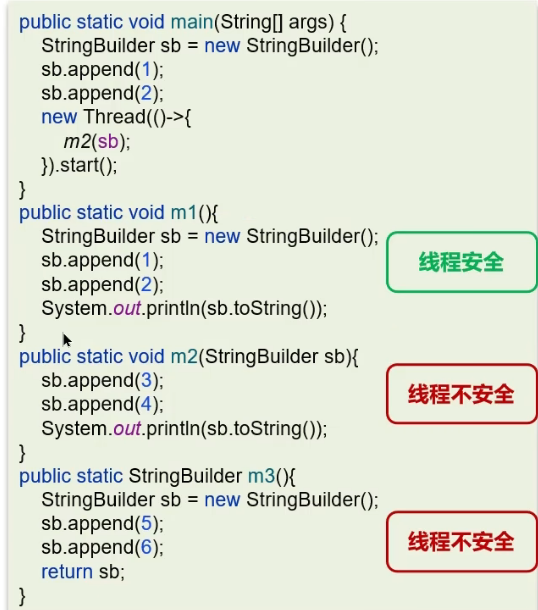 public static void main(String[] args) {
StringBuilder sb = new StringBuilder();
sb.append(1);
sb.append(2);
new Thread(()->{
m2(sb);
}).start();
}
public static void m1(){
StringBuilder sb = new StringBuilder();
sb.append(1);
线程安全
sb.append(2);
System.out.println(sb.toString());
}
public static void m2(StringBuilder sb){
sb.append(3);
sb.append(4);
线程不安全
System.out.println(sb.toString());
}
public static StringBuilder m3(){
StringBuilder sb = new StringBuilder();
sb.append(5);
sb.append(6);
线程不安全
return sb;
}